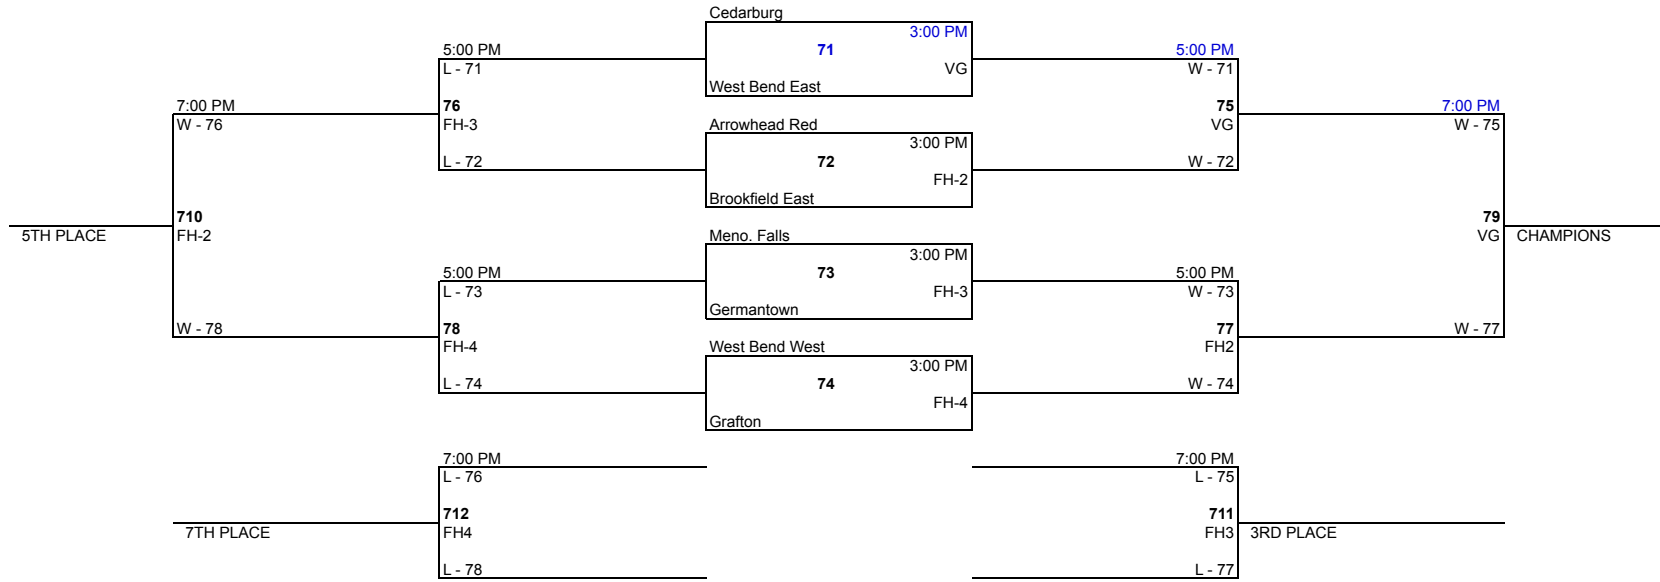 Cedarburg
3:00 PM
5:00 PM
71
5:00 PM
L - 71
VG
W - 71
West Bend East
7:00 PM
76
75
7:00 PM
W - 76
FH-3
Arrowhead Red
VG
W - 75
3:00 PM
L - 72
72
W - 72
FH-2
Brookfield East
710
79
5TH PLACE
FH-2
Meno. Falls
VG
CHAMPIONS
3:00 PM
5:00 PM
73
5:00 PM
L - 73
FH-3
W - 73
Germantown
W - 78
78
77
W - 77
FH-4
West Bend West
FH2
3:00 PM
L - 74
74
W - 74
FH-4
Grafton
7:00 PM
7:00 PM
L - 76
L - 75
712
711
7TH PLACE
FH4
FH3
3RD PLACE
L - 78
L - 77